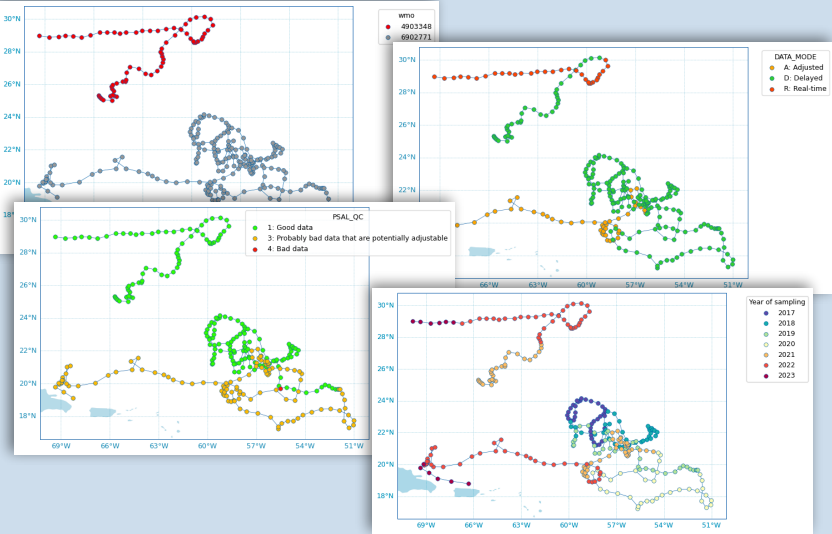 30°N
28°N
26°N
24°N
22°N
20°N
18°
wmo
4903348
6902771
30°N
28°N
26°N
24°N
22°N
66°W
60°W
57°W
54°W
51°W
DATA_MODE
A: Adjusted
D: Delayed
R: Real-time
30°N
28°N
26°N
24°N
22°N
20°N
18°N
69°W
66°W
63°W
60°W
57°W
54°W
51°W
PSAL_QC
1: Good data
3: Probably bad data that are potentially adjustable
4: Bad data
30°N
28°N
26°N
24°N
22°N
20°N
18°N
69°W
66°W
63°W
60°W
57°W
54°W
51°W
Year of sampling
2017
2018
2019
2020
2021
2022
2023